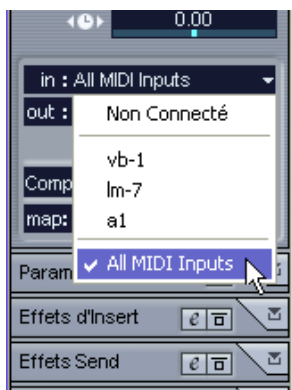 0.00
in : All MIDI Inputs
out :
Non Connecté
vb-1
lm-7
Comp
map:
a1
All MIDI Inputs
Param
Effets d'Insert e
Effets Send e